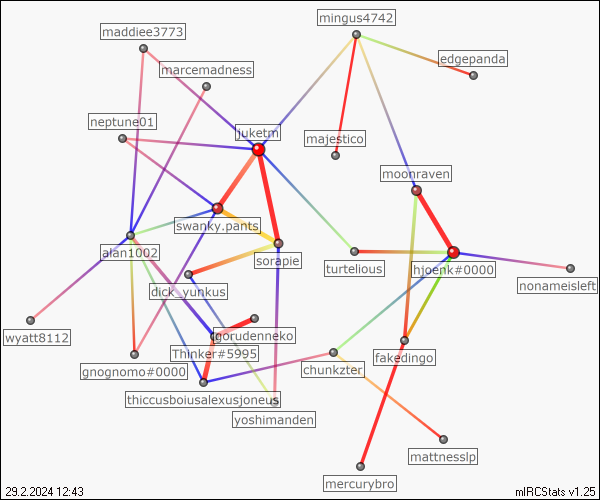 mingus4742
maddiee3773
edgepanda
marcemadness
neptune01
juketm
majestico
moonraven
swanky.pants
alan1002
sorapie
turtelious
hjoenk#0000
nonameisleft
dick_yunkus
gorudenneko
wyatt8112
Thinker#5995
fakedingo
gnognomo#0000
chunkzter
thiccusboiusalexusjoneus
yoshimanden
mattnesslp
mercurybro
29.2.2024 12:43
mIRCStats v1.25